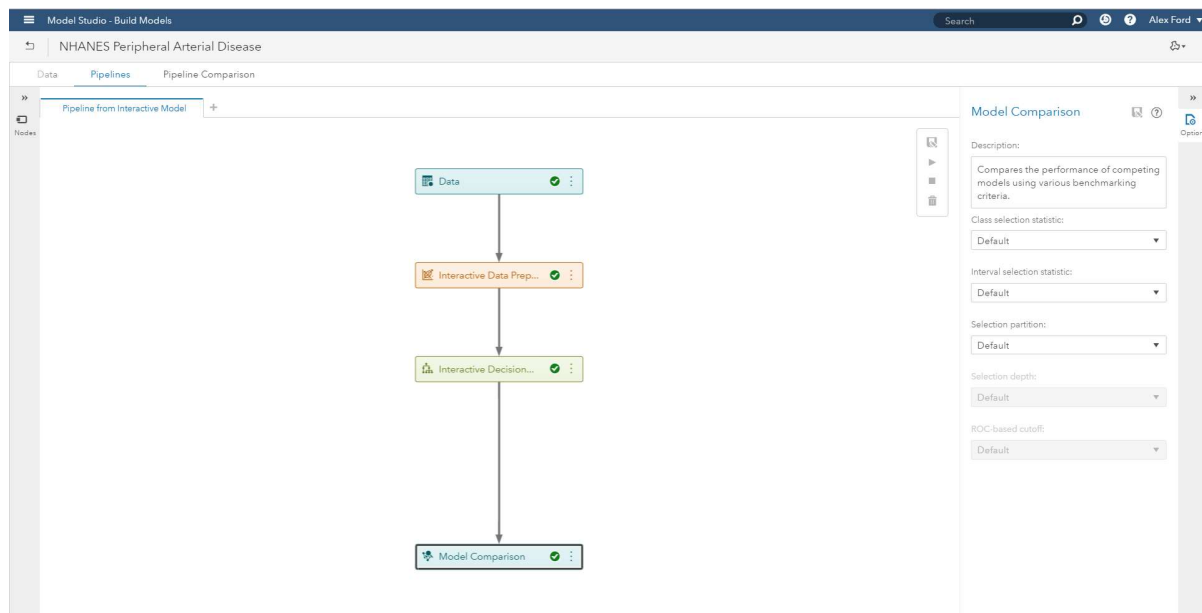 Model Studio - Build Models
Search
Alex Ford
NHANES Peripheral Arterial Disease
Data
Pipelines
Pipeline Comparison
Nodes
Pipeline from Interactive Model
+
Data
Interactive Data Prep...
Interactive Decision...
Model Comparison
Model Comparison
Description:
Compares the performance of competing
models using various benchmarking
criteria.
Class selection statistic:
Default
Interval selection statistic:
Default
Selection partition:
Default
Selection depth:
Default
ROC-based cutoff:
Default
Option